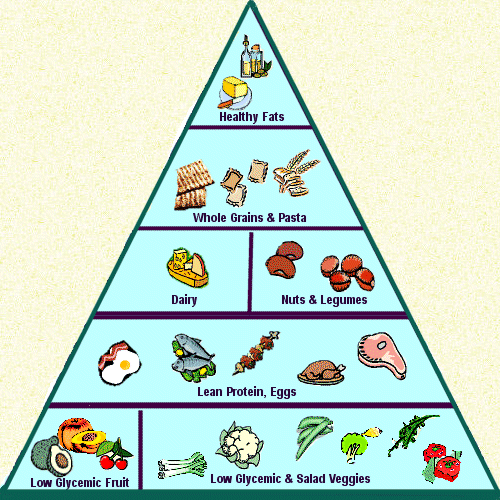 Healthy Fats
Whole Grains & Pasta
Dairy
Nuts & Legumes
Lean Protein, Eggs
Low Glycemic Fruit
Low Glycemic & Salad Veggies